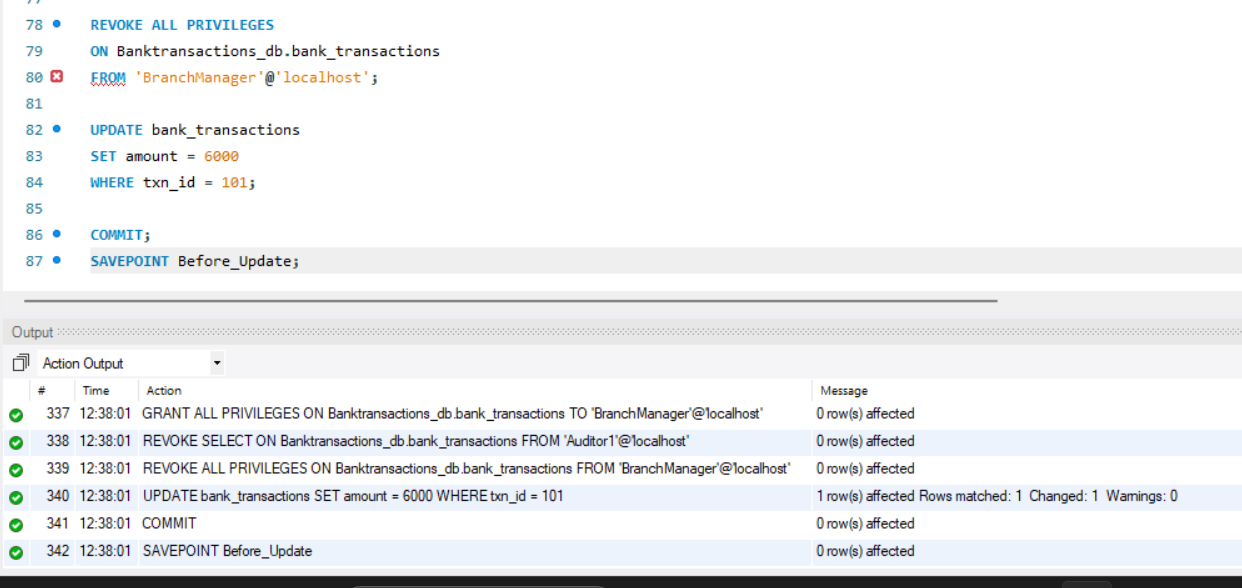 77
78 REVOKE ALL PRIVILEGES
79 ON Banktransactions_db.bank_transactions
80 FROM 'BranchManager'@'localhost';
81
82 UPDATE bank_transactions
83 SET amount = 6000
84 WHERE txn_id = 101;
85
86 COMMIT;
87 SAVEPOINT Before_Update;
Output
Action Output
# Time Action Message
337 12:38:01 GRANT ALL PRIVILEGES ON Banktransactions_db.bank_transactions TO 'BranchManager'@'localhost' 0 row(s) affected
338 12:38:01 REVOKE SELECT ON Banktransactions_db.bank_transactions FROM 'Auditor1'@'localhost' 0 row(s) affected
339 12:38:01 REVOKE ALL PRIVILEGES ON Banktransactions_db.bank_transactions FROM 'BranchManager'@'localhost' 0 row(s) affected
340 12:38:01 UPDATE bank_transactions SET amount = 6000 WHERE txn_id = 101 1 row(s) affected Rows matched: 1 Changed: 1 Warnings: 0
341 12:38:01 COMMIT 0 row(s) affected
342 12:38:01 SAVEPOINT Before_Update 0 row(s) affected